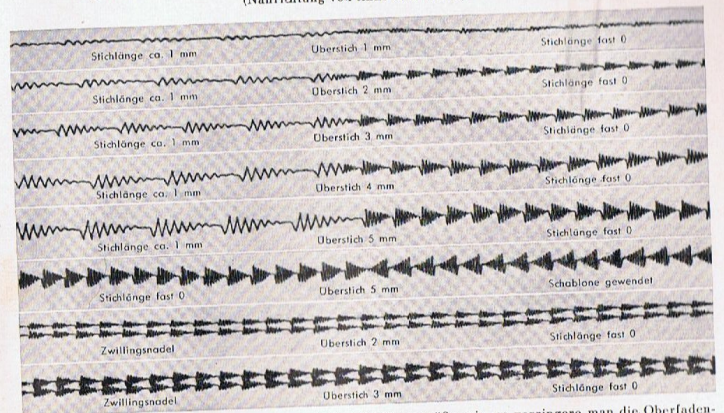 Stichlänge ca. 1 mm Überstich 1 mm Stichlänge fast 0
Stichlänge ca. 1 mm Überstich 2 mm Stichlänge fast 0
Stichlänge ca. 1 mm Überstich 3 mm Stichlänge fast 0
Stichlänge ca. 1 mm Überstich 4 mm Stichlänge fast 0
Stichlänge ca. 1 mm Überstich 5 mm Stichlänge fast 0
Stichlänge fast 0 Überstich 5 mm Schablone gewendet
Zwillingsnadel Überstich 2 mm Stichlänge fast 0
Zwillingsnadel Überstich 3 mm Stichlänge fast 0
man die Oberfaden-